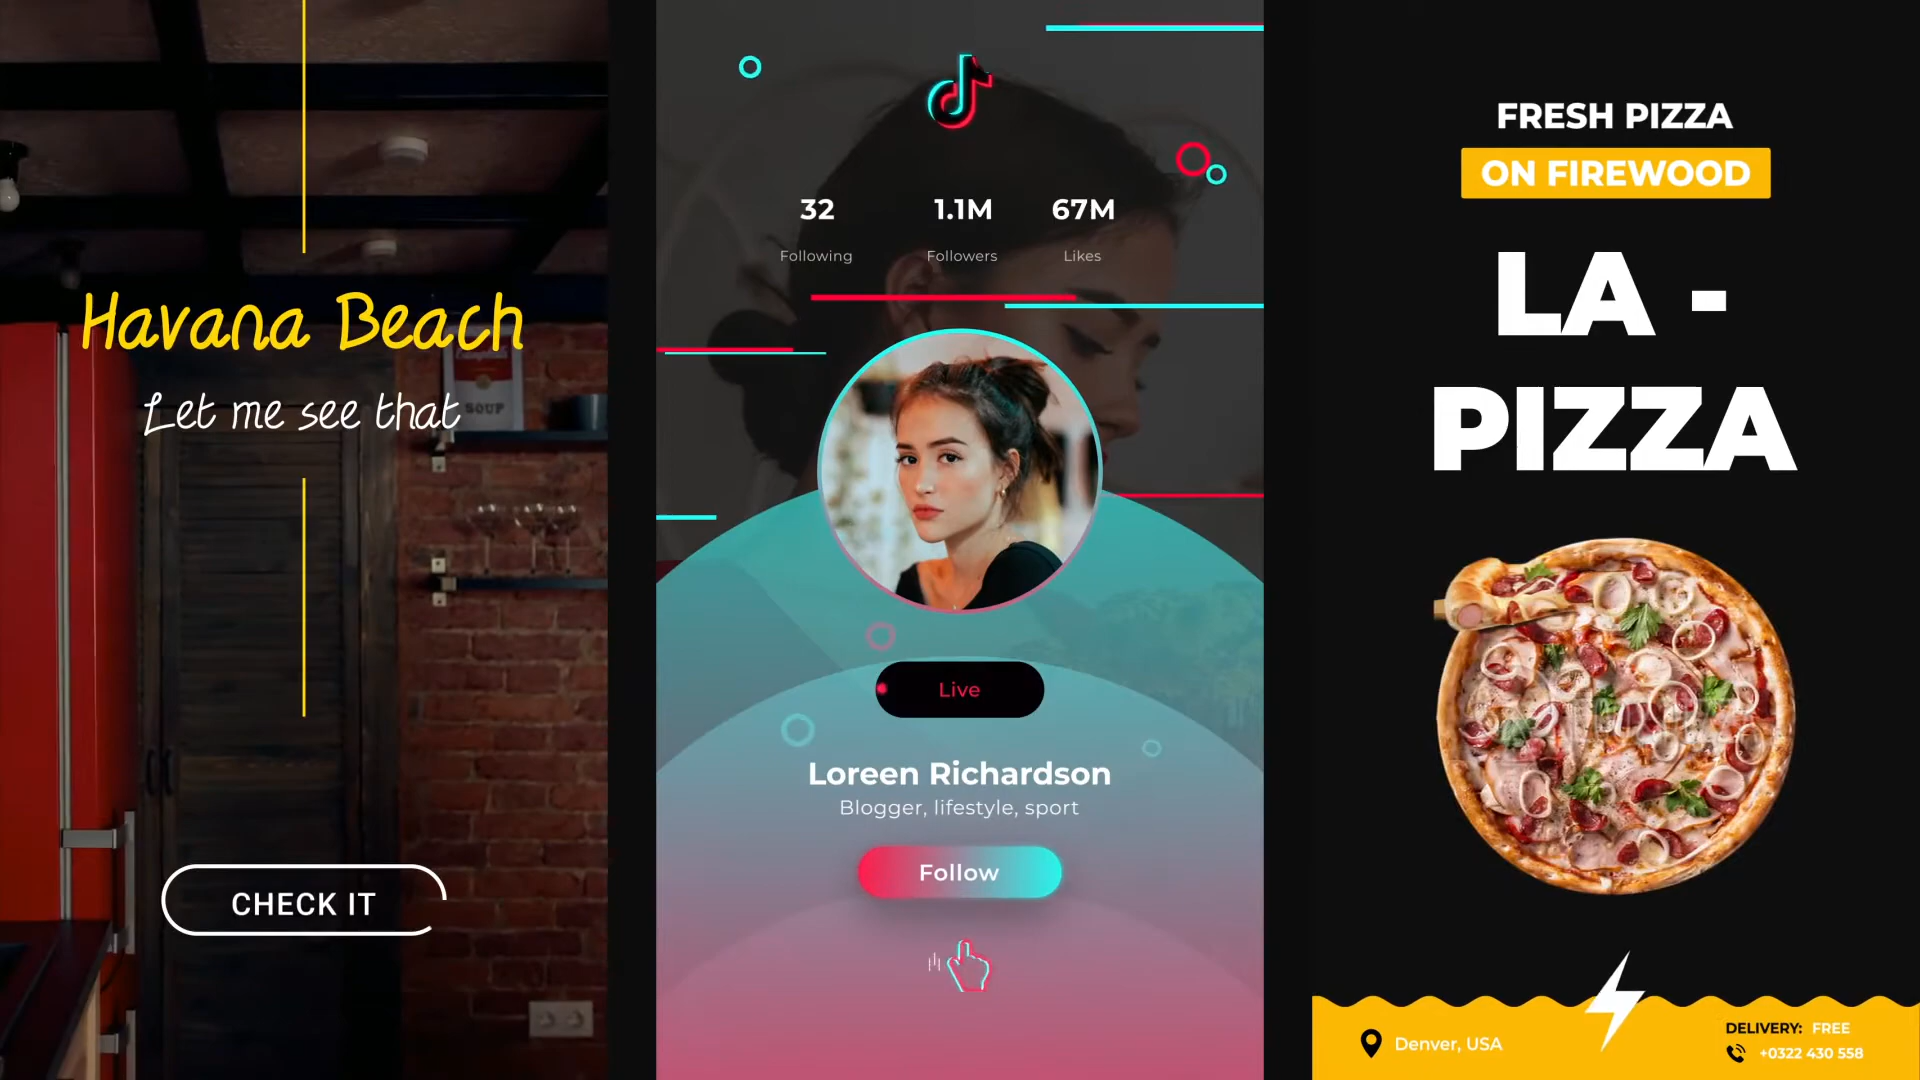 Havana Beach
Let me see that
SOUP
CHECK IT
32
1.1M
67M
Following
Followers
Likes
Live
Loreen Richardson
Blogger, lifestyle, sport
Follow
FRESH PIZZA
ON FIREWOOD
LA -
PIZZA
Denver, USA
DELIVERY: FREE
+0322 430 558